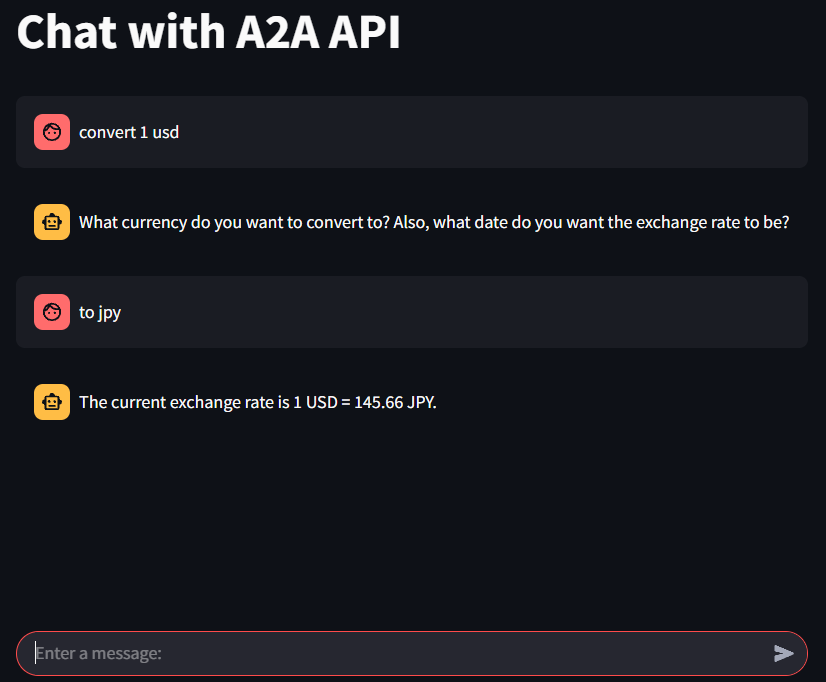 Chat with A2A API
convert 1 usd
What currency do you want to convert to? Also, what date do you want the exchange rate to be?
to jpy
The current exchange rate is 1 USD = 145.66 JPY.
Enter a message: